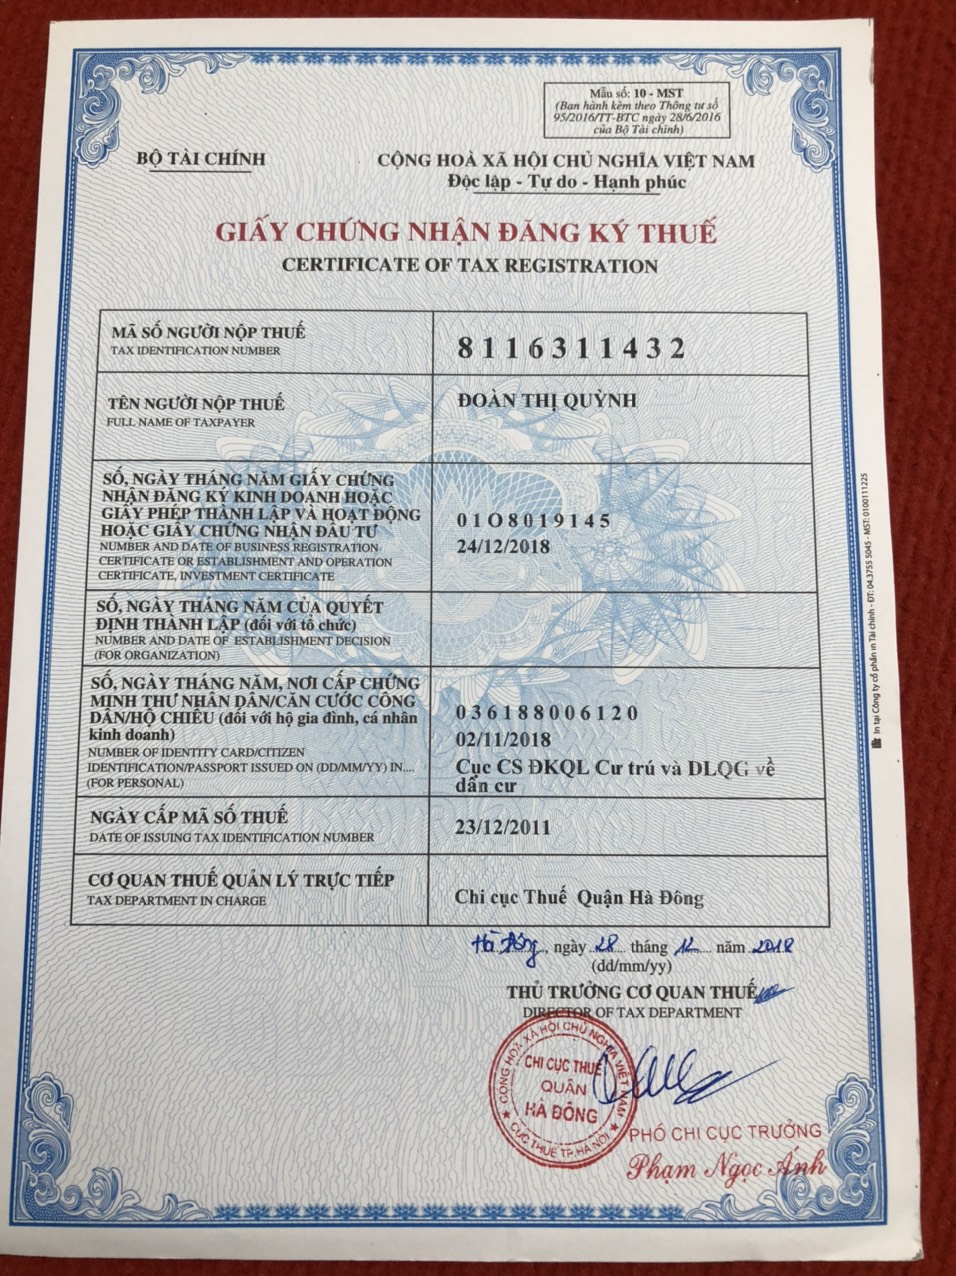 Mẫu số: 10 - MST
(Ban hành kèm theo Thông tư số
95/2016/TT-BTC ngày 28/6/2016
của Bộ Tài chính)
BỘ TÀI CHÍNH
CỘNG HOÀ XÃ HỘI CHỦ NGHĨA VIỆT NAM
Độc lập - Tự do - Hạnh phúc
GIẤY CHỨNG NHẬN ĐĂNG KÝ THUẾ
CERTIFICATE OF TAX REGISTRATION
MÃ SỐ NGƯỜI NỘP THUẾ
TAX IDENTIFICATION NUMBER
8116311432
TÊN NGƯỜI NỘP THUẾ
FULL NAME OF TAXPAYER
ĐOÀN THỊ QUỲNH
SỐ, NGÀY THÁNG NĂM GIẤY CHỨNG
NHẬN ĐĂNG KÝ KINH DOANH HOẶC
GIẤY PHÉP THÀNH LẬP VÀ HOẠT ĐỘNG
HOẶC GIẤY CHỨNG NHẬN ĐẦU TƯ
NUMBER AND DATE OF BUSINESS REGISTRATION
CERTIFICATE OR ESTABLISHMENT AND OPERATION
CERTIFICATE, INVESTMENT CERTIFICATE
01O8019145
24/12/2018
SỐ, NGÀY THÁNG NĂM CỦA QUYẾT
ĐỊNH THÀNH LẬP (đối với tổ chức)
NUMBER AND DATE OF ESTABLISHMENT DECISION
(FOR ORGANIZATION)
SỐ, NGÀY THÁNG NĂM, NƠI CẤP CHỨNG
MINH THƯ NHÂN DÂN/CĂN CƯỚC CÔNG
DÂN/HỘ CHIẾU (đối với hộ gia đình, cá nhân
kinh doanh)
NUMBER OF IDENTITY CARD/CITIZEN
IDENTIFICATION/PASSPORT ISSUED ON (DD/MM/YY) IN....
(FOR PERSONAL)
036188006120
02/11/2018
Cục CS ĐKQL Cư trú và DLQG về
dân cư
NGÀY CẤP MÃ SỐ THUẾ
DATE OF ISSUING TAX IDENTIFICATION NUMBER
23/12/2011
CƠ QUAN THUẾ QUẢN LÝ TRỰC TIẾP
TAX DEPARTMENT IN CHARGE
Chi cục Thuế Quận Hà Đông
Hà Đông, ngày 28 tháng 12 năm 2018
(dd/mm/yy)
THỦ TRƯỞNG CƠ QUAN THUẾ
DIRECTOR OF TAX DEPARTMENT
CỘNG HOÀ XÃ HỘI CHỦ NGHĨA VIỆT NAM
CHI CỤC THUẾ
QUẬN
HÀ ĐÔNG
CỤC THUẾ TP. HÀ NỘI
PHÓ CHI CỤC TRƯỞNG
Phạm Ngọc Ánh
In tại Công ty cổ phần in Tài chính - ĐT: 04.3755 5045 - MST: 0100111225